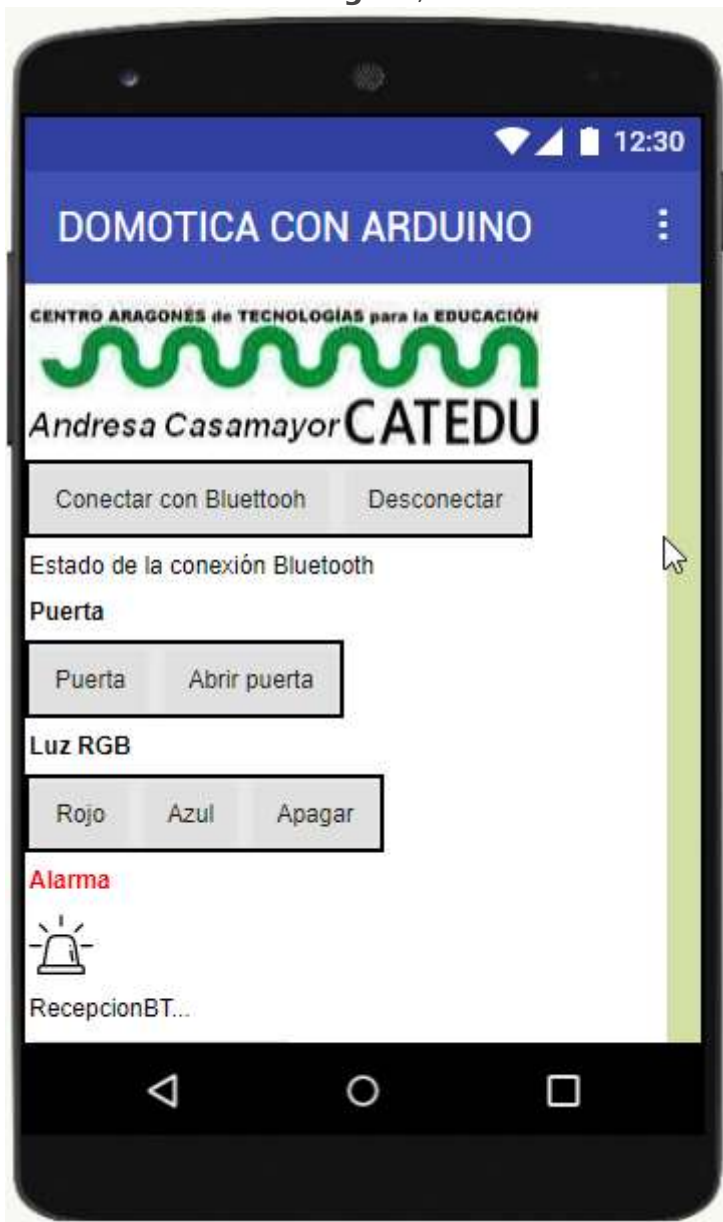 12:30
DOMOTICA CON ARDUINO
CENTRO ARAGONÉS de TECNOLOGÍAS para la EDUCACIÓN
Andresa Casamayor CATEDU
Conectar con Bluettooh Desconectar
Estado de la conexión Bluetooth
Puerta
Puerta Abrir puerta
Luz RGB
Rojo Azul Apagar
Alarma
RecepcionBT...